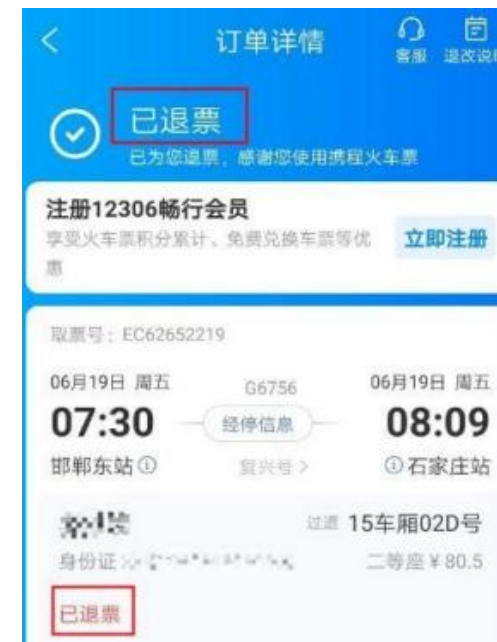 订单详情
客服
退改说明
已退票
已为您退票，感谢您使用携程火车票
注册12306畅行会员
享受火车票积分累计、免费兑换车票等优惠
立即注册
取票号：EC62652219
06月19日 周五
G6756
06月19日 周五
07:30
经停信息
08:09
邯郸东站
复兴号 >
石家庄站
过道 15车厢02D号
身份证
二等座￥80.5
已退票